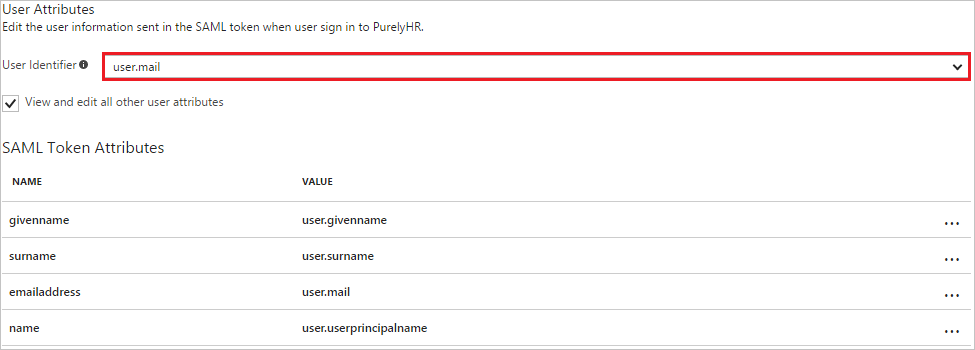 User Attributes
Edit the user information sent in the SAML token when user sign in to PurelyHR.
User Identifier
user.mail
View and edit all other user attributes
SAML Token Attributes
NAME VALUE
givenname user.givenname ...
surname user.surname ...
emailaddress user.mail ...
name user.userprincipalname ...